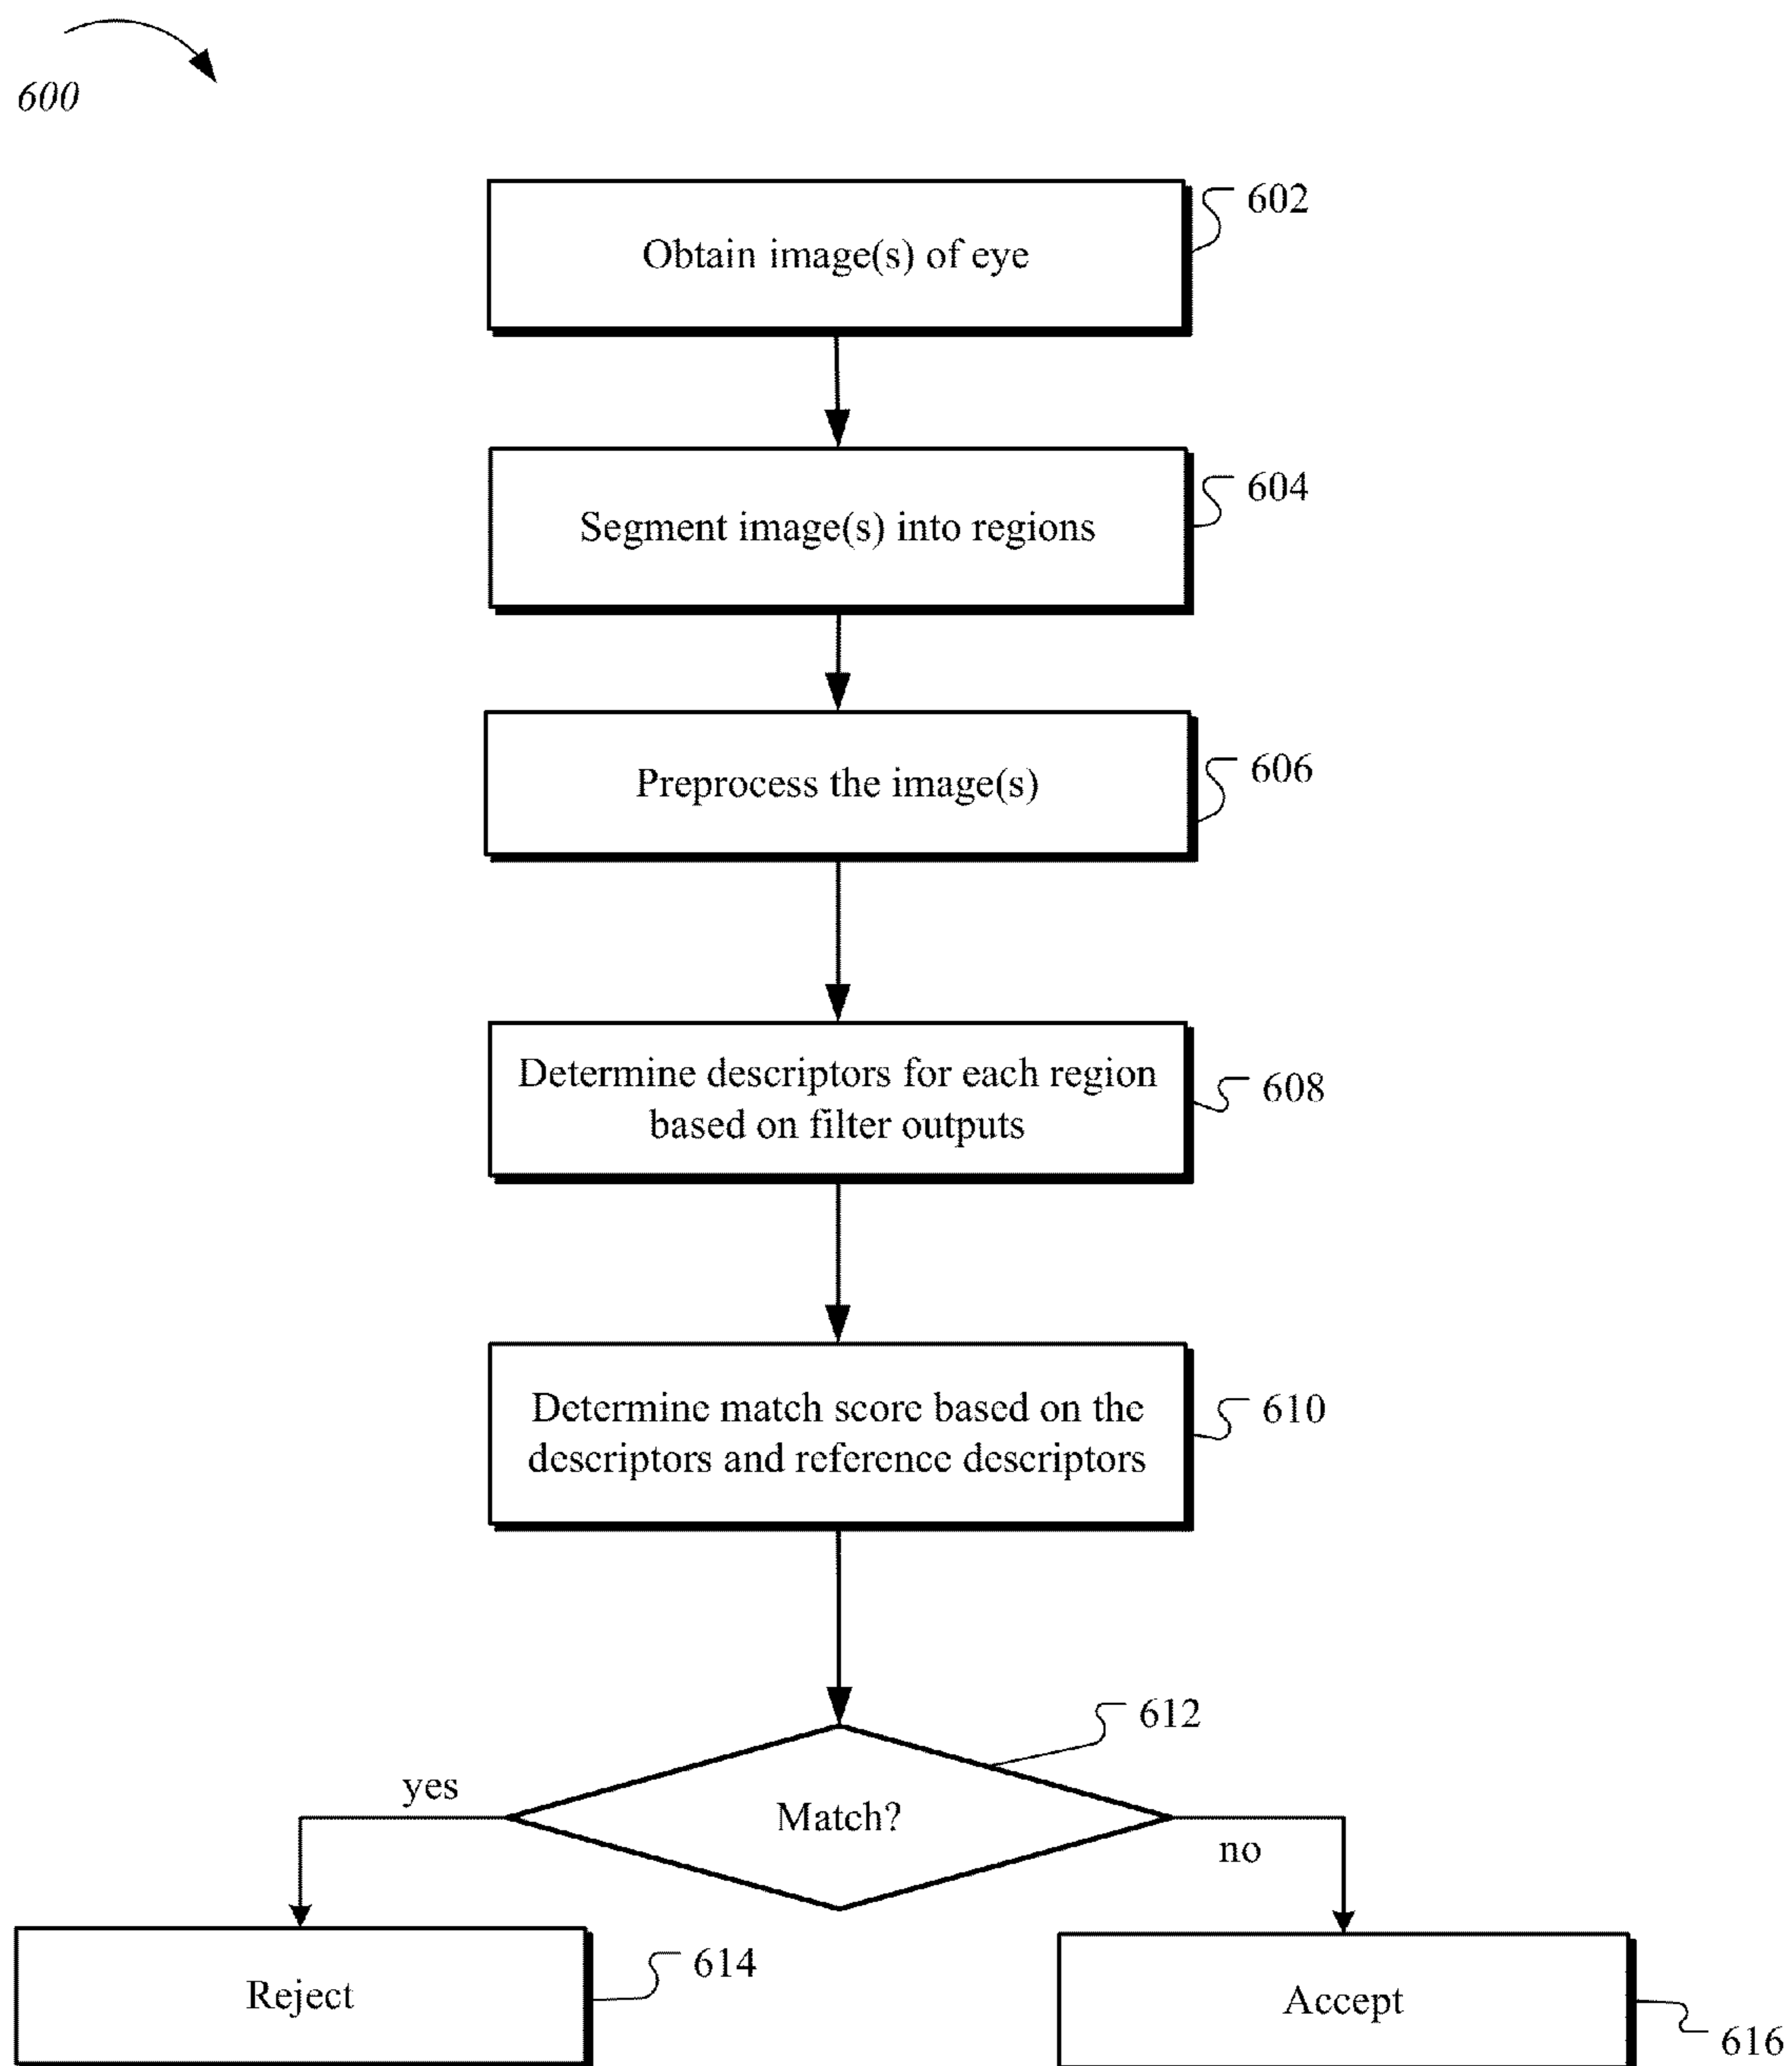 600
602
Obtain image(s) of eye
604
Segment image(s) into regions
606
Preprocess the image(s)
Determine descriptors for each region
608
based on filter outputs
Determine match score based on the
610
descriptors and reference descriptors
612
yes
Match?
no
614
Reject
Accept
616